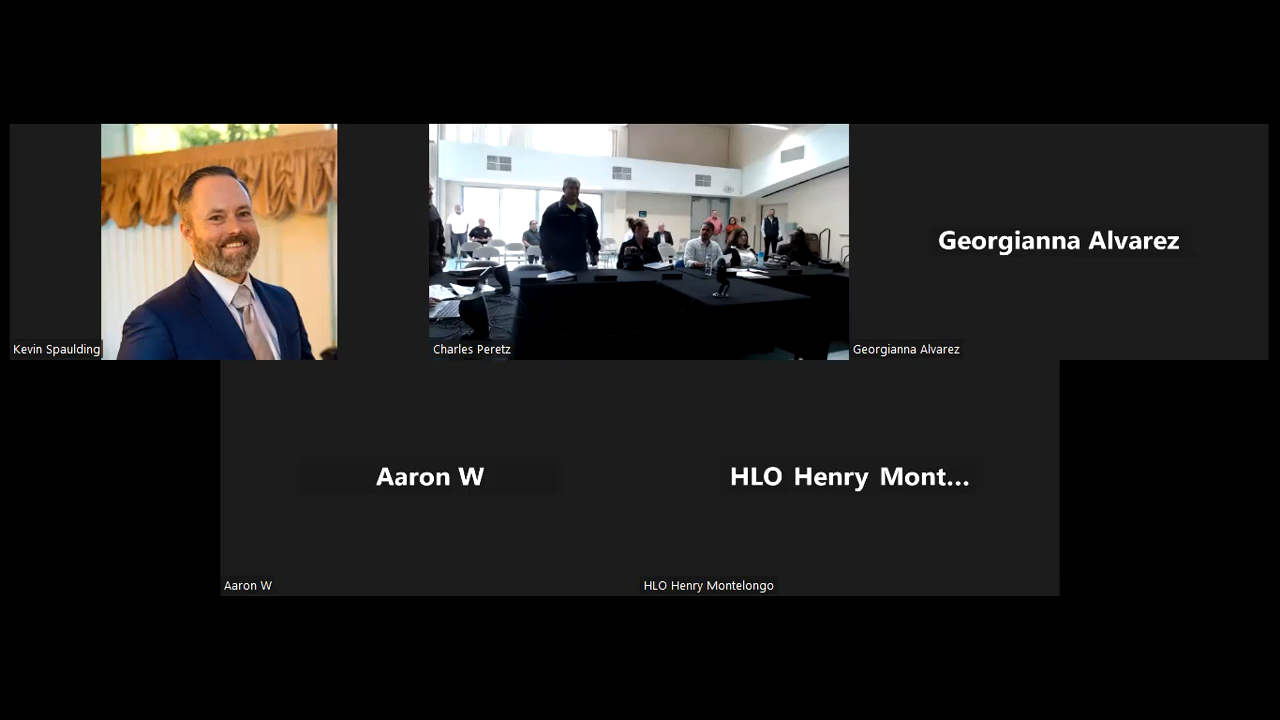 Georgianna Alvarez
Kevin Spaulding
Charles Peretz
Georgianna Alvarez
Aaron W
HLO Henry Mont...
Aaron W
HLO Henry Montelongo